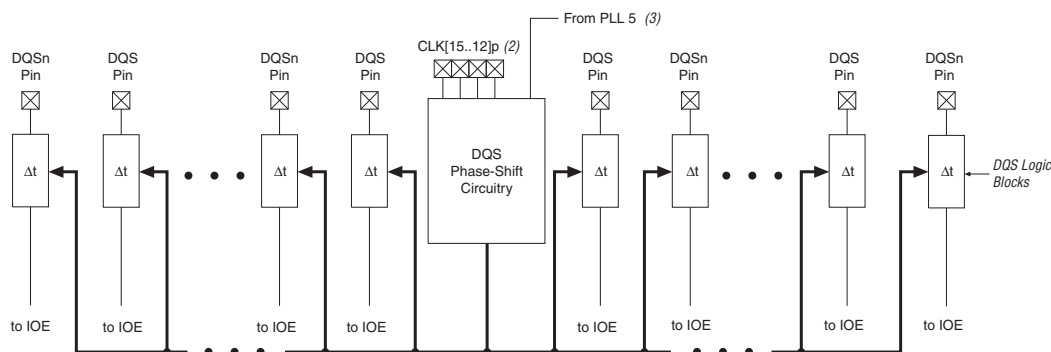 From PLL 5 (3)
CLK[15..12]p (2)
DQSn
Pin
DQS
Pin
DQSn
Pin
DQS
Pin
DQS
Pin
DQSn
Pin
DQS
Pin
DQSn
Pin
Δt
Δt
Δt
Δt
DQS
Phase-Shift
Circuitry
Δt
Δt
Δt
Δt
DQS Logic
Blocks
to IOE
to IOE
to IOE
to IOE
to IOE
to IOE
to IOE
to IOE